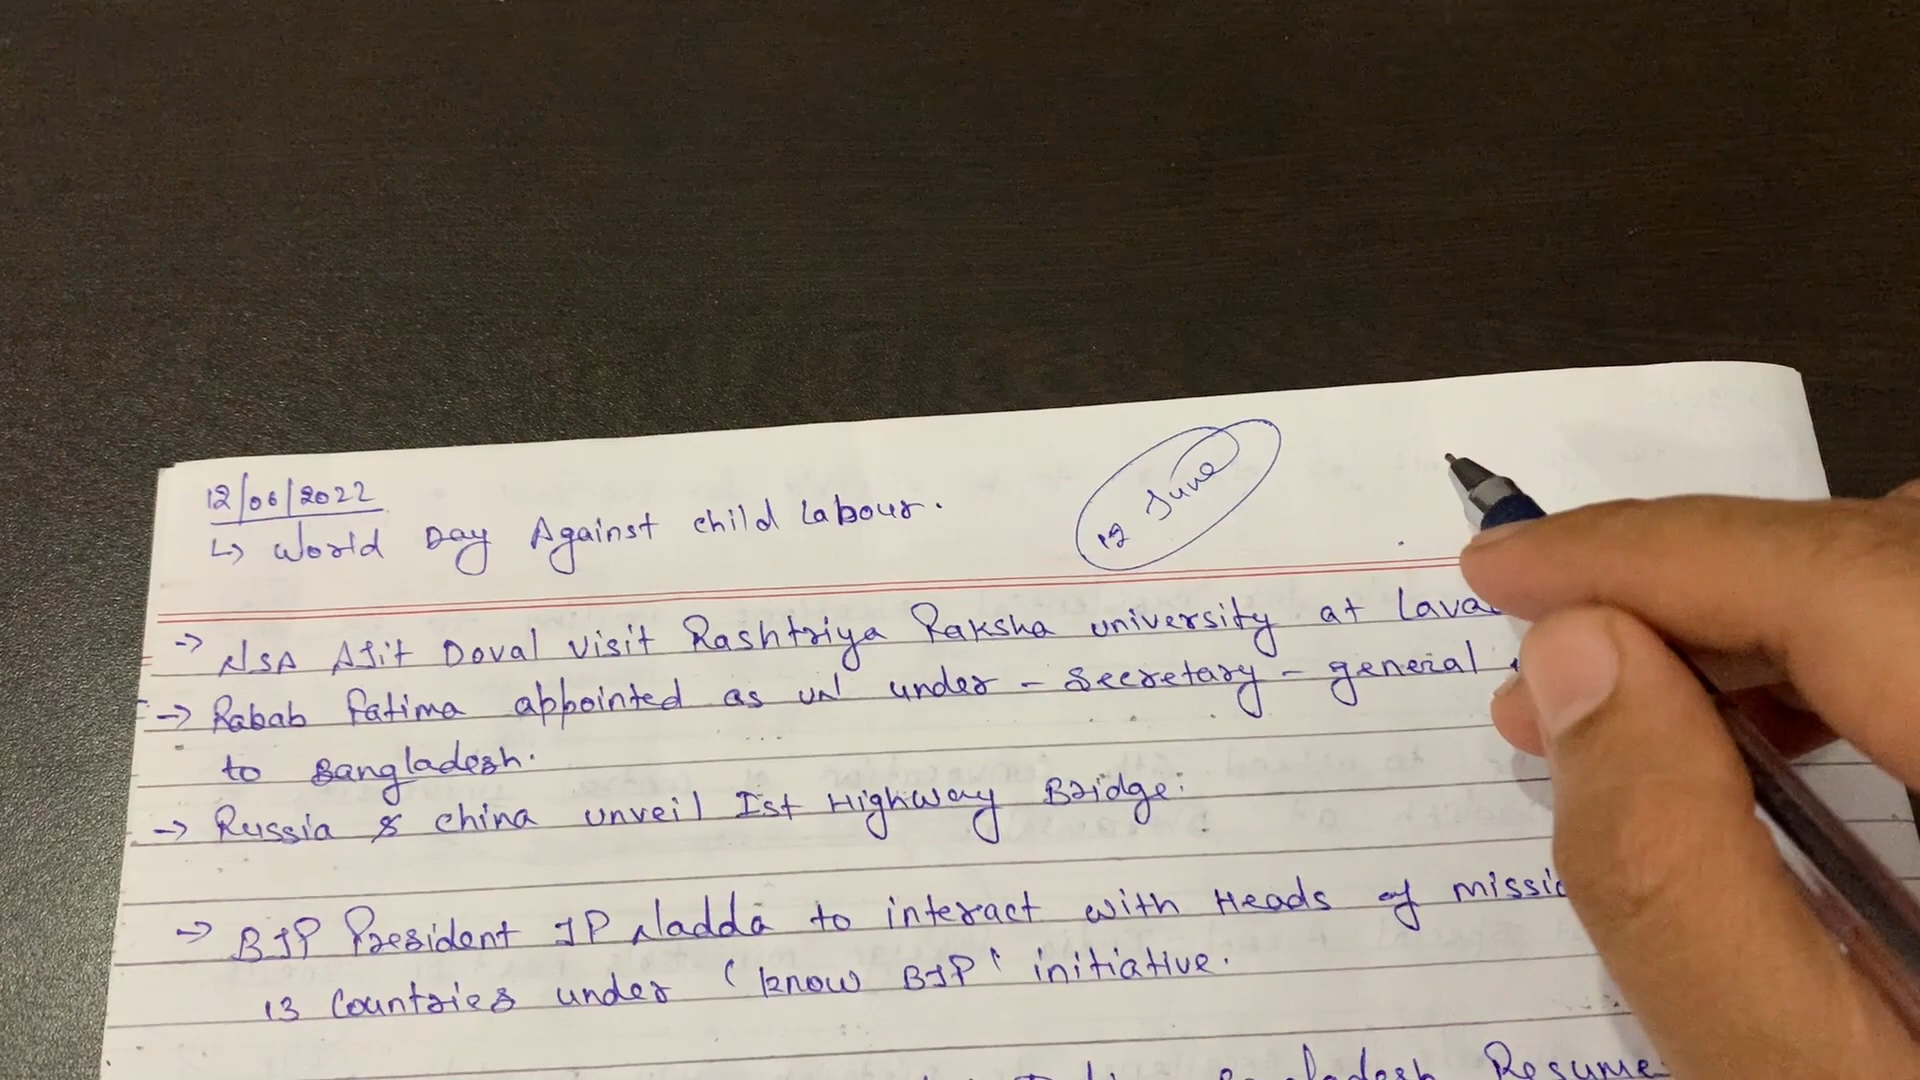 12/06/2022
↳ World Day Against child Labour.
12 June
→ NSA Ajit Doval visit Rashtriya Raksha university at
→ Rabab Fatima appointed as UN under - Secretary - general
to Bangladesh.
→ Russia & china unveil Ist Highway Bridge.
→ BJP President JP Nadda to interact with Heads of
13 Countries under 'know BJP' initiative.
Resume